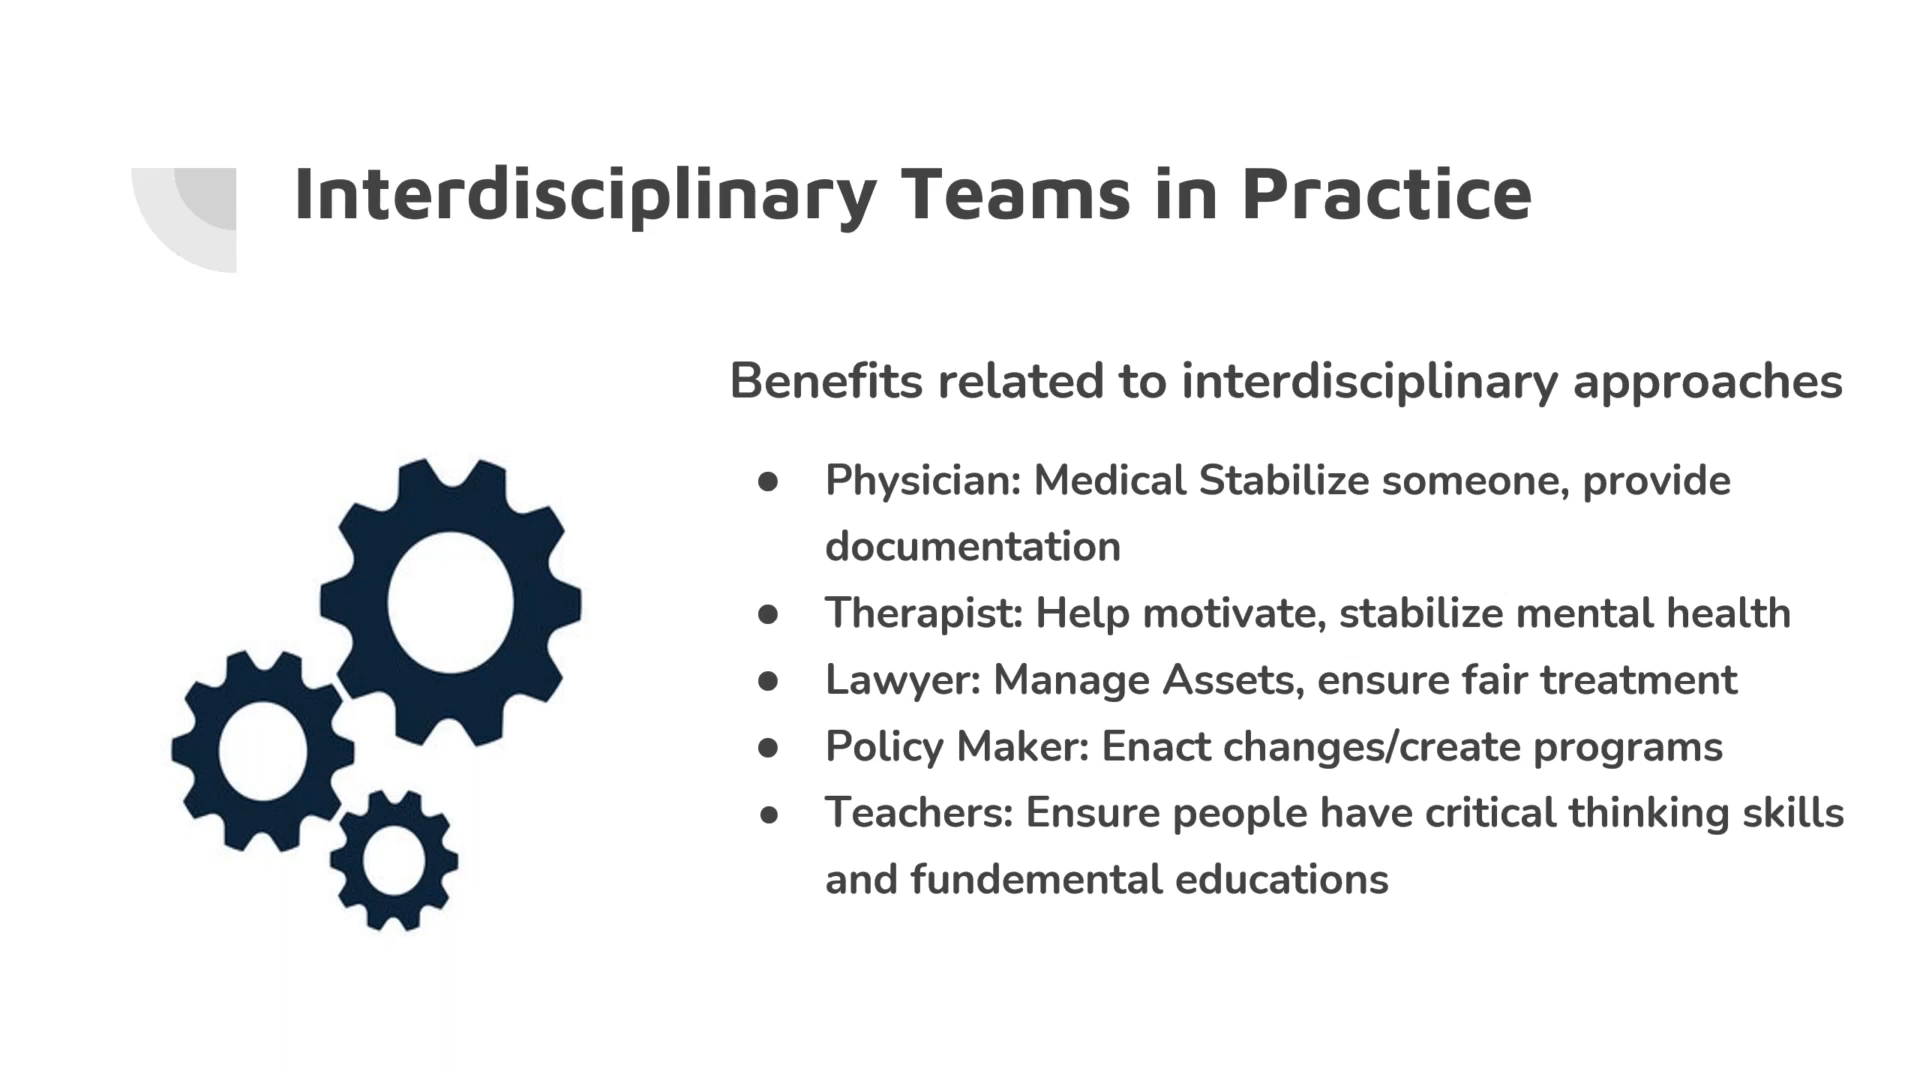 Interdisciplinary Teams in Practice
Benefits related to interdisciplinary approaches
● Physician: Medical Stabilize someone, provide
documentation
● Therapist: Help motivate, stabilize mental health
● Lawyer: Manage Assets, ensure fair treatment
● Policy Maker: Enact changes/create programs
● Teachers: Ensure people have critical thinking skills
and fundemental educations